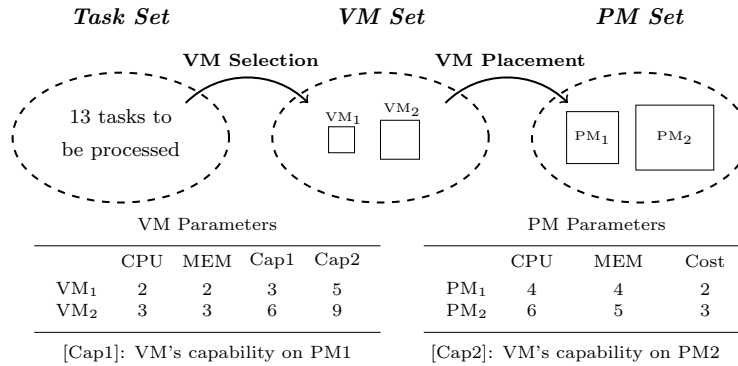 Task Set VM Set PM Set
VM Selection VM Placement
13 tasks to
be processed
VM1 VM2
PM1 PM2
VM Parameters
CPU MEM Cap1 Cap2
VM1 2 2 3 5
VM2 3 3 6 9
[Cap1]: VM's capability on PM1
PM Parameters
CPU MEM Cost
PM1 4 4 2
PM2 6 5 3
[Cap2]: VM's capability on PM2